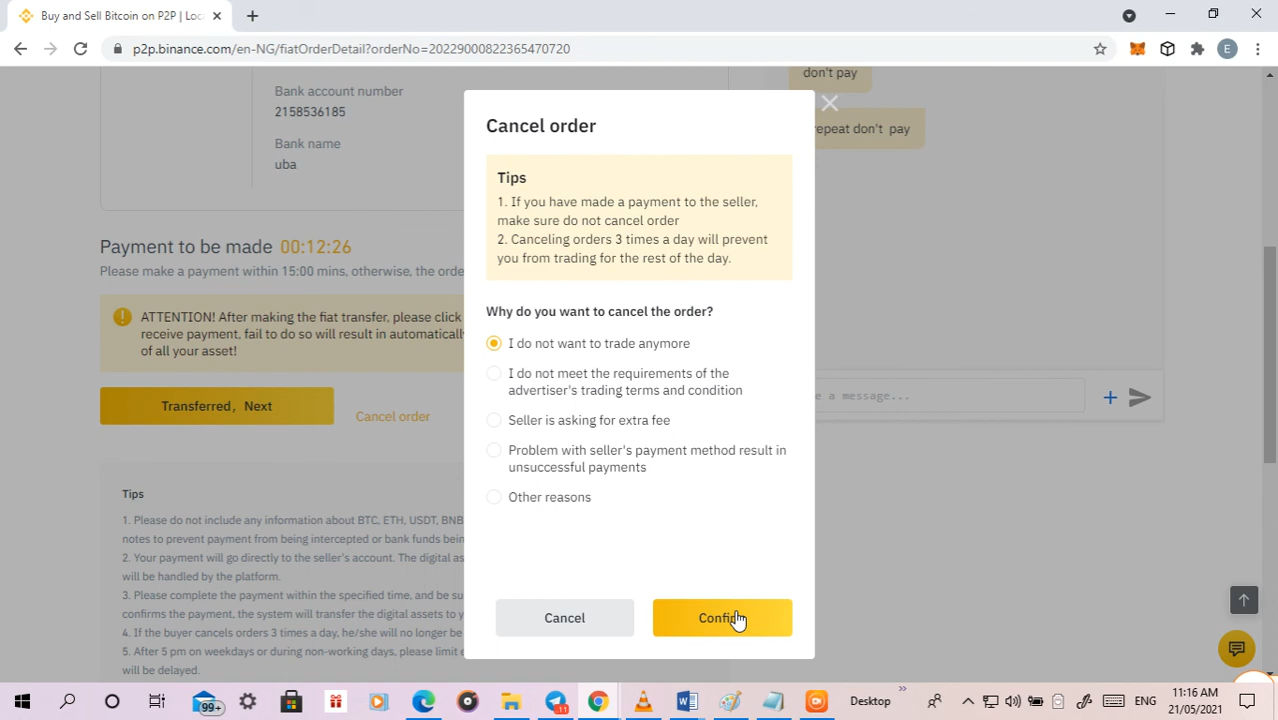 Buy and Sell Bitcoin on P2P | Loc
p2p.binance.com/en-NG/fiatOrderDetail?orderNo=20229000822365470720
E
Bank account number
2158536185
Bank name
uba
don't pay
repeat don't pay
Payment to be made 00:12:26
Please make a payment within 15:00 mins, otherwise, the orde
ATTENTION! After making the fiat transfer, please click
receive payment, fail to do so will result in automatically
of all your asset!
Transferred, Next
Cancel order
a message...
Tips
1. Please do not include any information about BTC, ETH, USDT, BNB
notes to prevent payment from being intercepted or bank funds bein
2. Your payment will go directly to the seller's account. The digital as
will be handled by the platform.
3. Please complete the payment within the specified time, and be su
confirms the payment, the system will transfer the digital assets to y
4. If the buyer cancels orders 3 times a day, he/she will no longer be
5. After 5 pm on weekdays or during non-working days, please limit e
will be delayed.
Cancel order
Tips
1. If you have made a payment to the seller,
make sure do not cancel order
2. Canceling orders 3 times a day will prevent
you from trading for the rest of the day.
Why do you want to cancel the order?
I do not want to trade anymore
I do not meet the requirements of the
advertiser's trading terms and condition
Seller is asking for extra fee
Problem with seller's payment method result in
unsuccessful payments
Other reasons
Cancel
Confirm
99+
11
Desktop
ENG
11:16 AM
21/05/2021